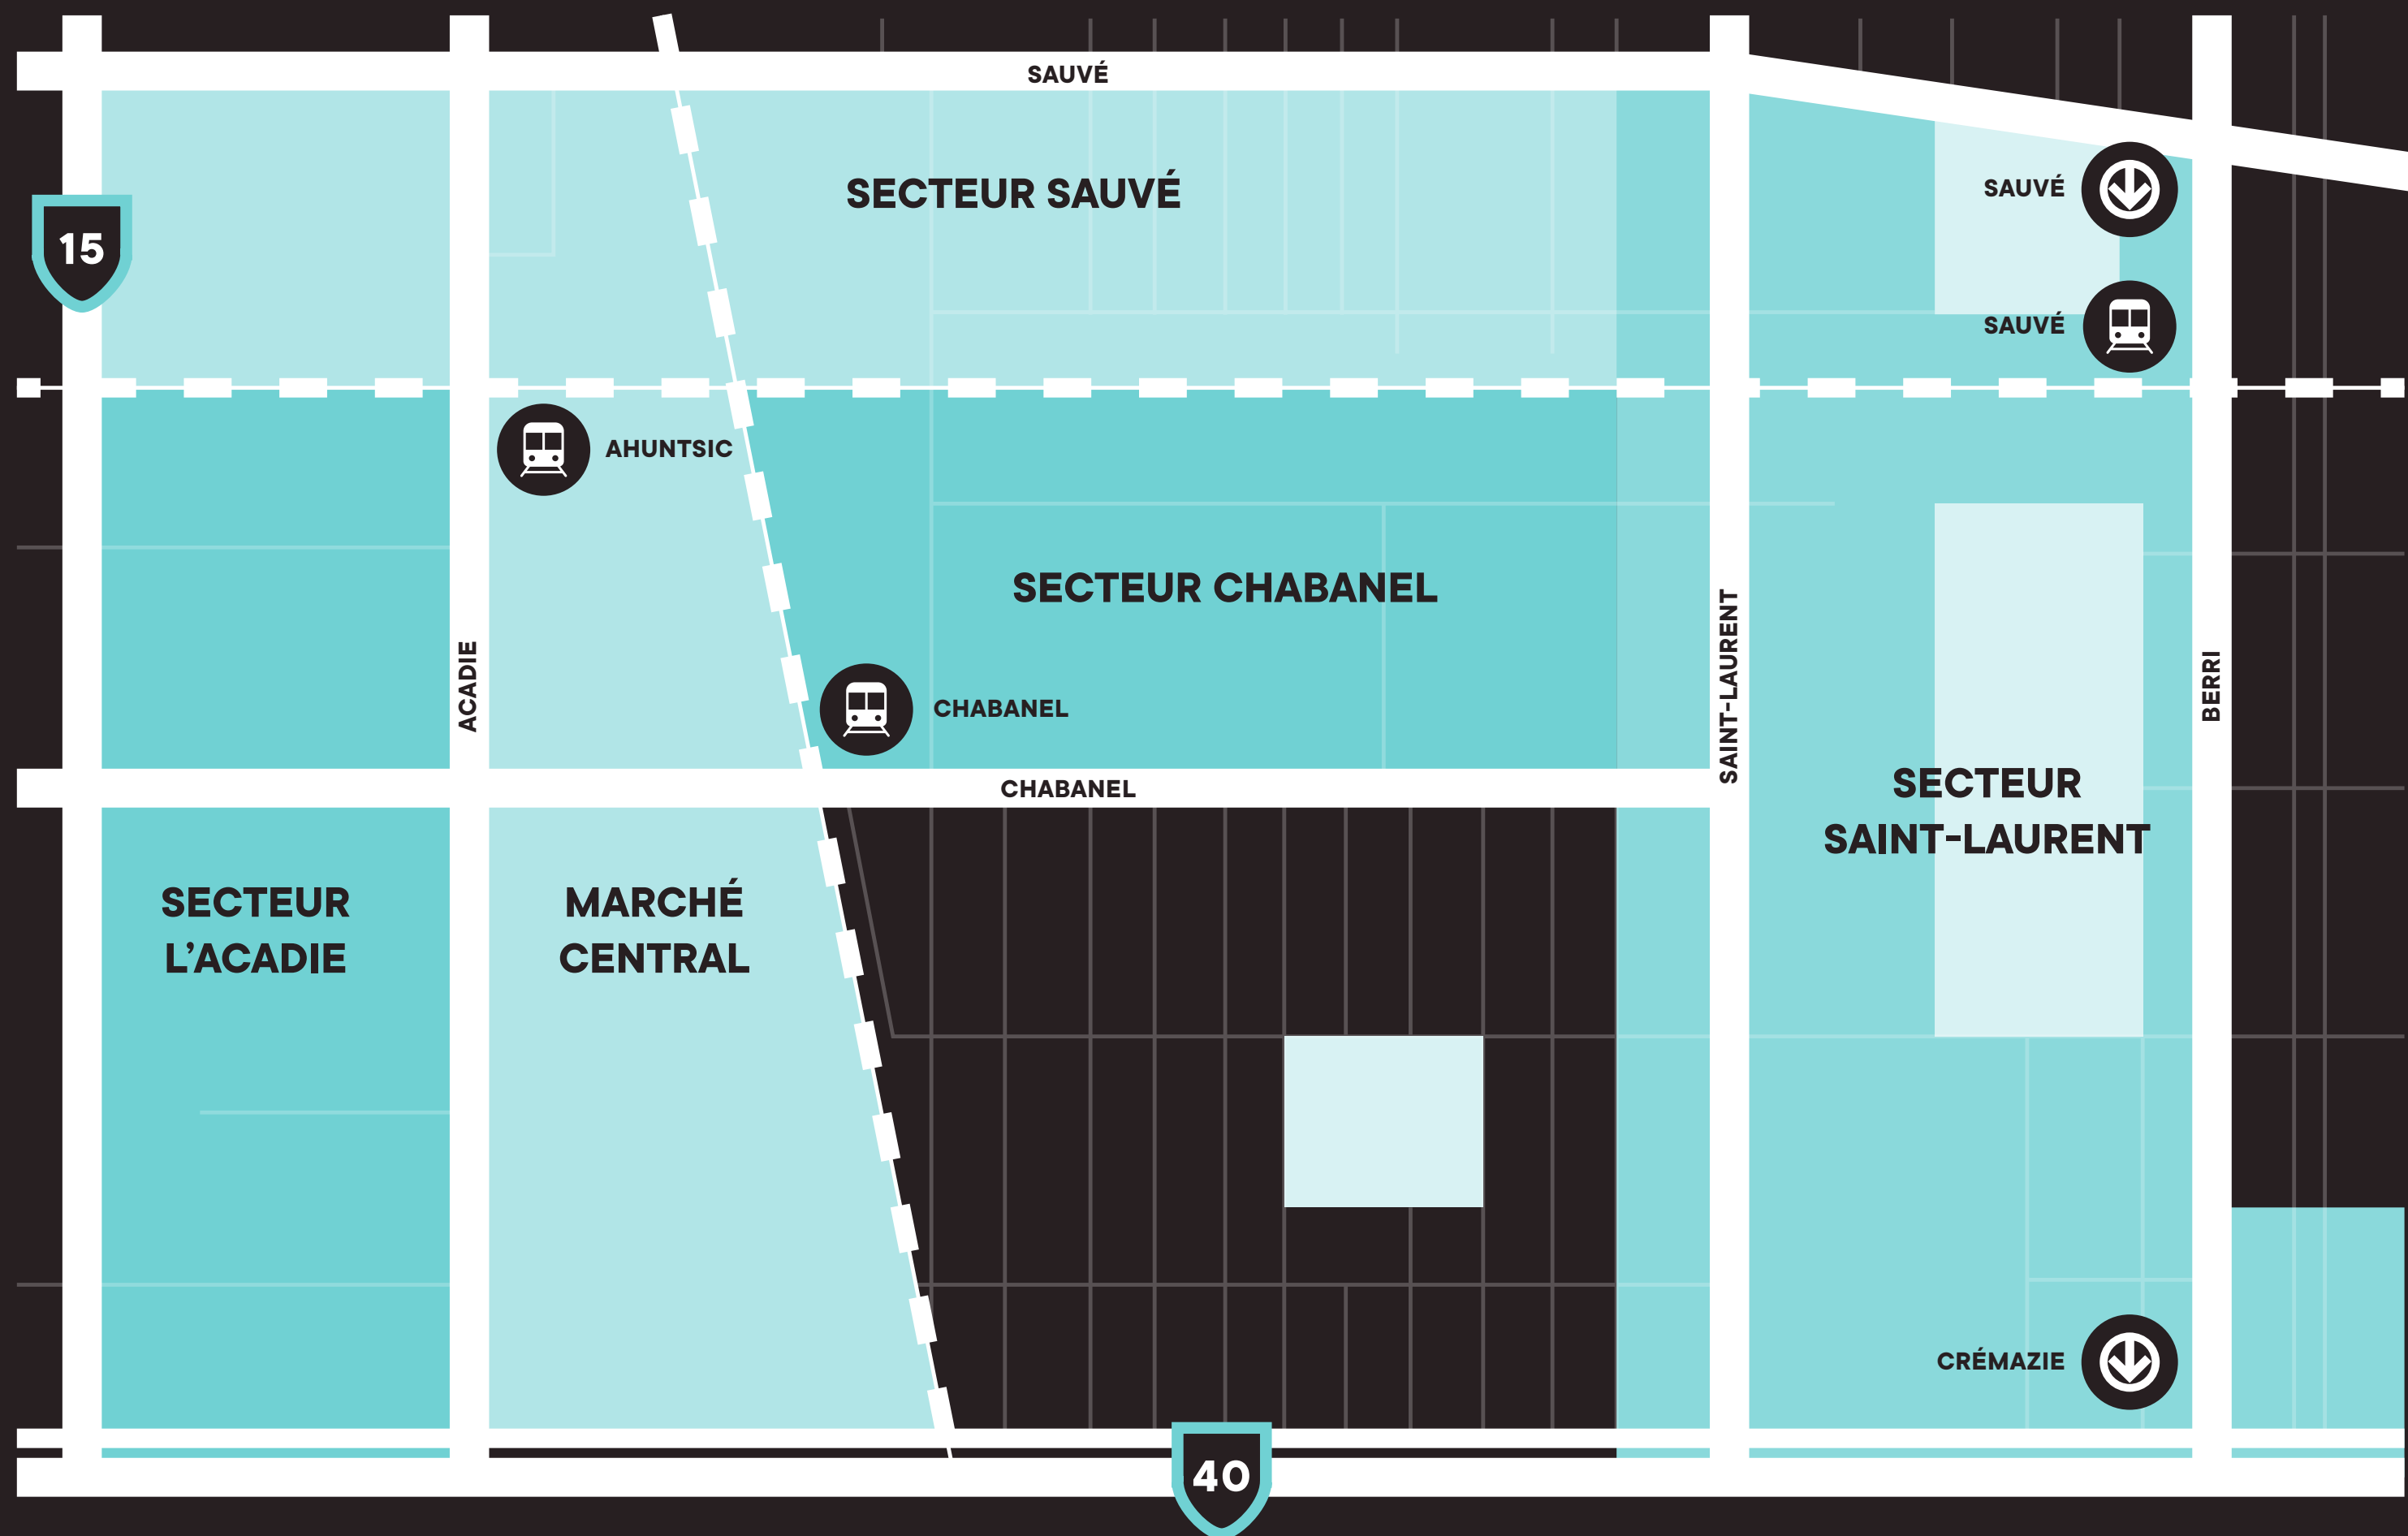 SAUVÉ
SECTEUR SAUVÉ
SAUVÉ
15
SAUVÉ
AHUNTSIC
SECTEUR CHABANEL
ACADIE
SAINT-LAURENT
BERRI
CHABANEL
CHABANEL
SECTEUR
SAINT-LAURENT
SECTEUR
L’ACADIE
MARCHÉ
CENTRAL
CRÉMAZIE
40